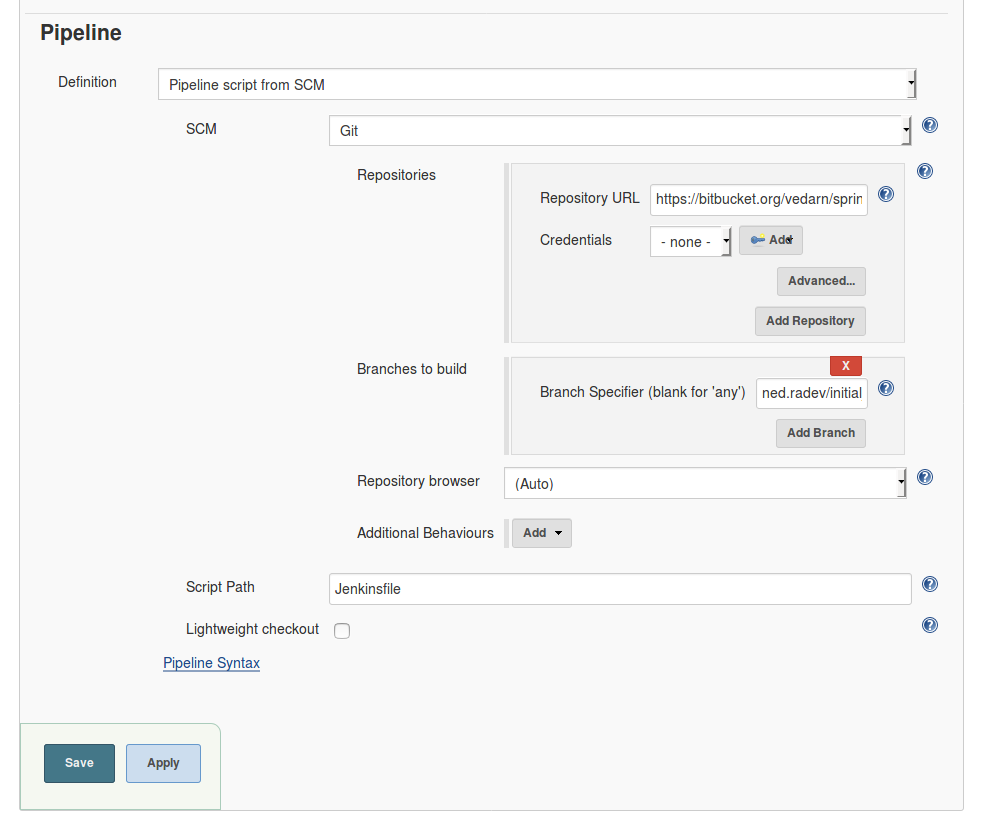 Pipeline
Definition
Pipeline script from SCM
SCM
Git
Repositories
Repository URL
https://bitbucket.org/vedarn/sprin
Credentials
- none -
Add
Advanced...
Add Repository
Branches to build
X
Branch Specifier (blank for 'any')
ned.radev/initial
Add Branch
Repository browser
(Auto)
Additional Behaviours
Add
Script Path
Jenkinsfile
Lightweight checkout
Pipeline Syntax
Save
Apply